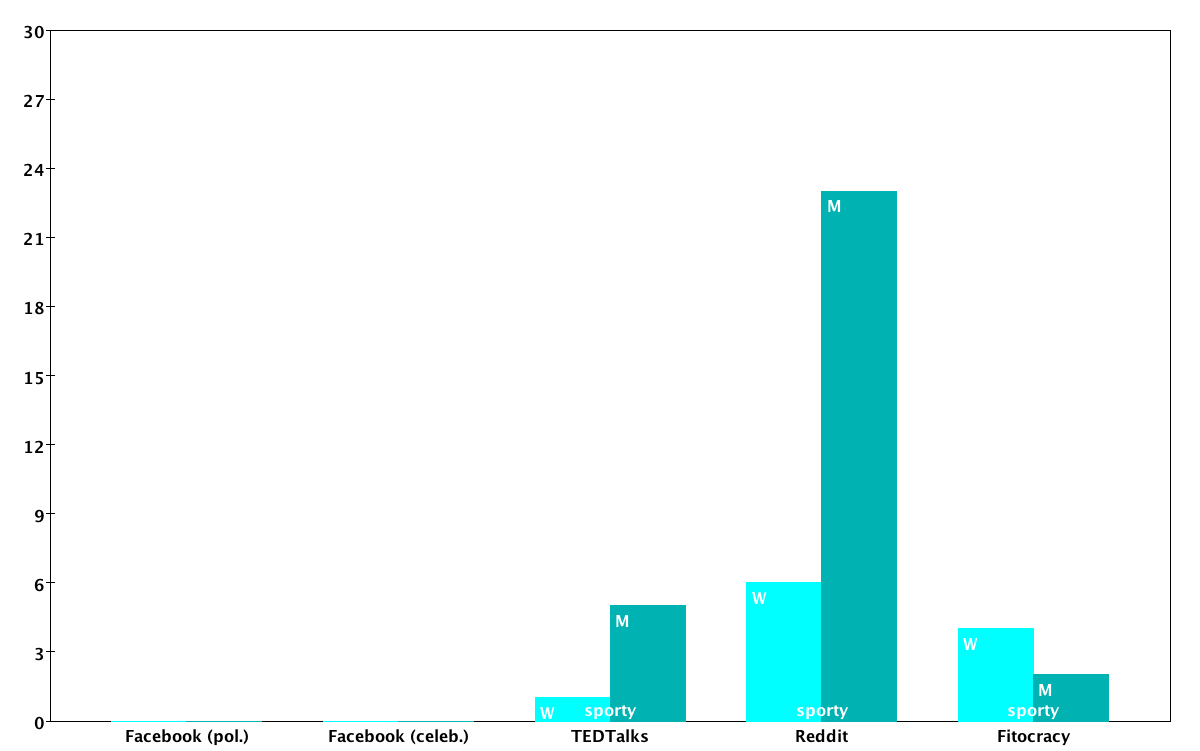 30
27
24
21
18
15
12
9
6
3
0
M
W
M
W
M
W
sporty
sporty
sporty
Facebook (pol.)
Facebook (celeb.)
TEDTalks
Reddit
Fitocracy